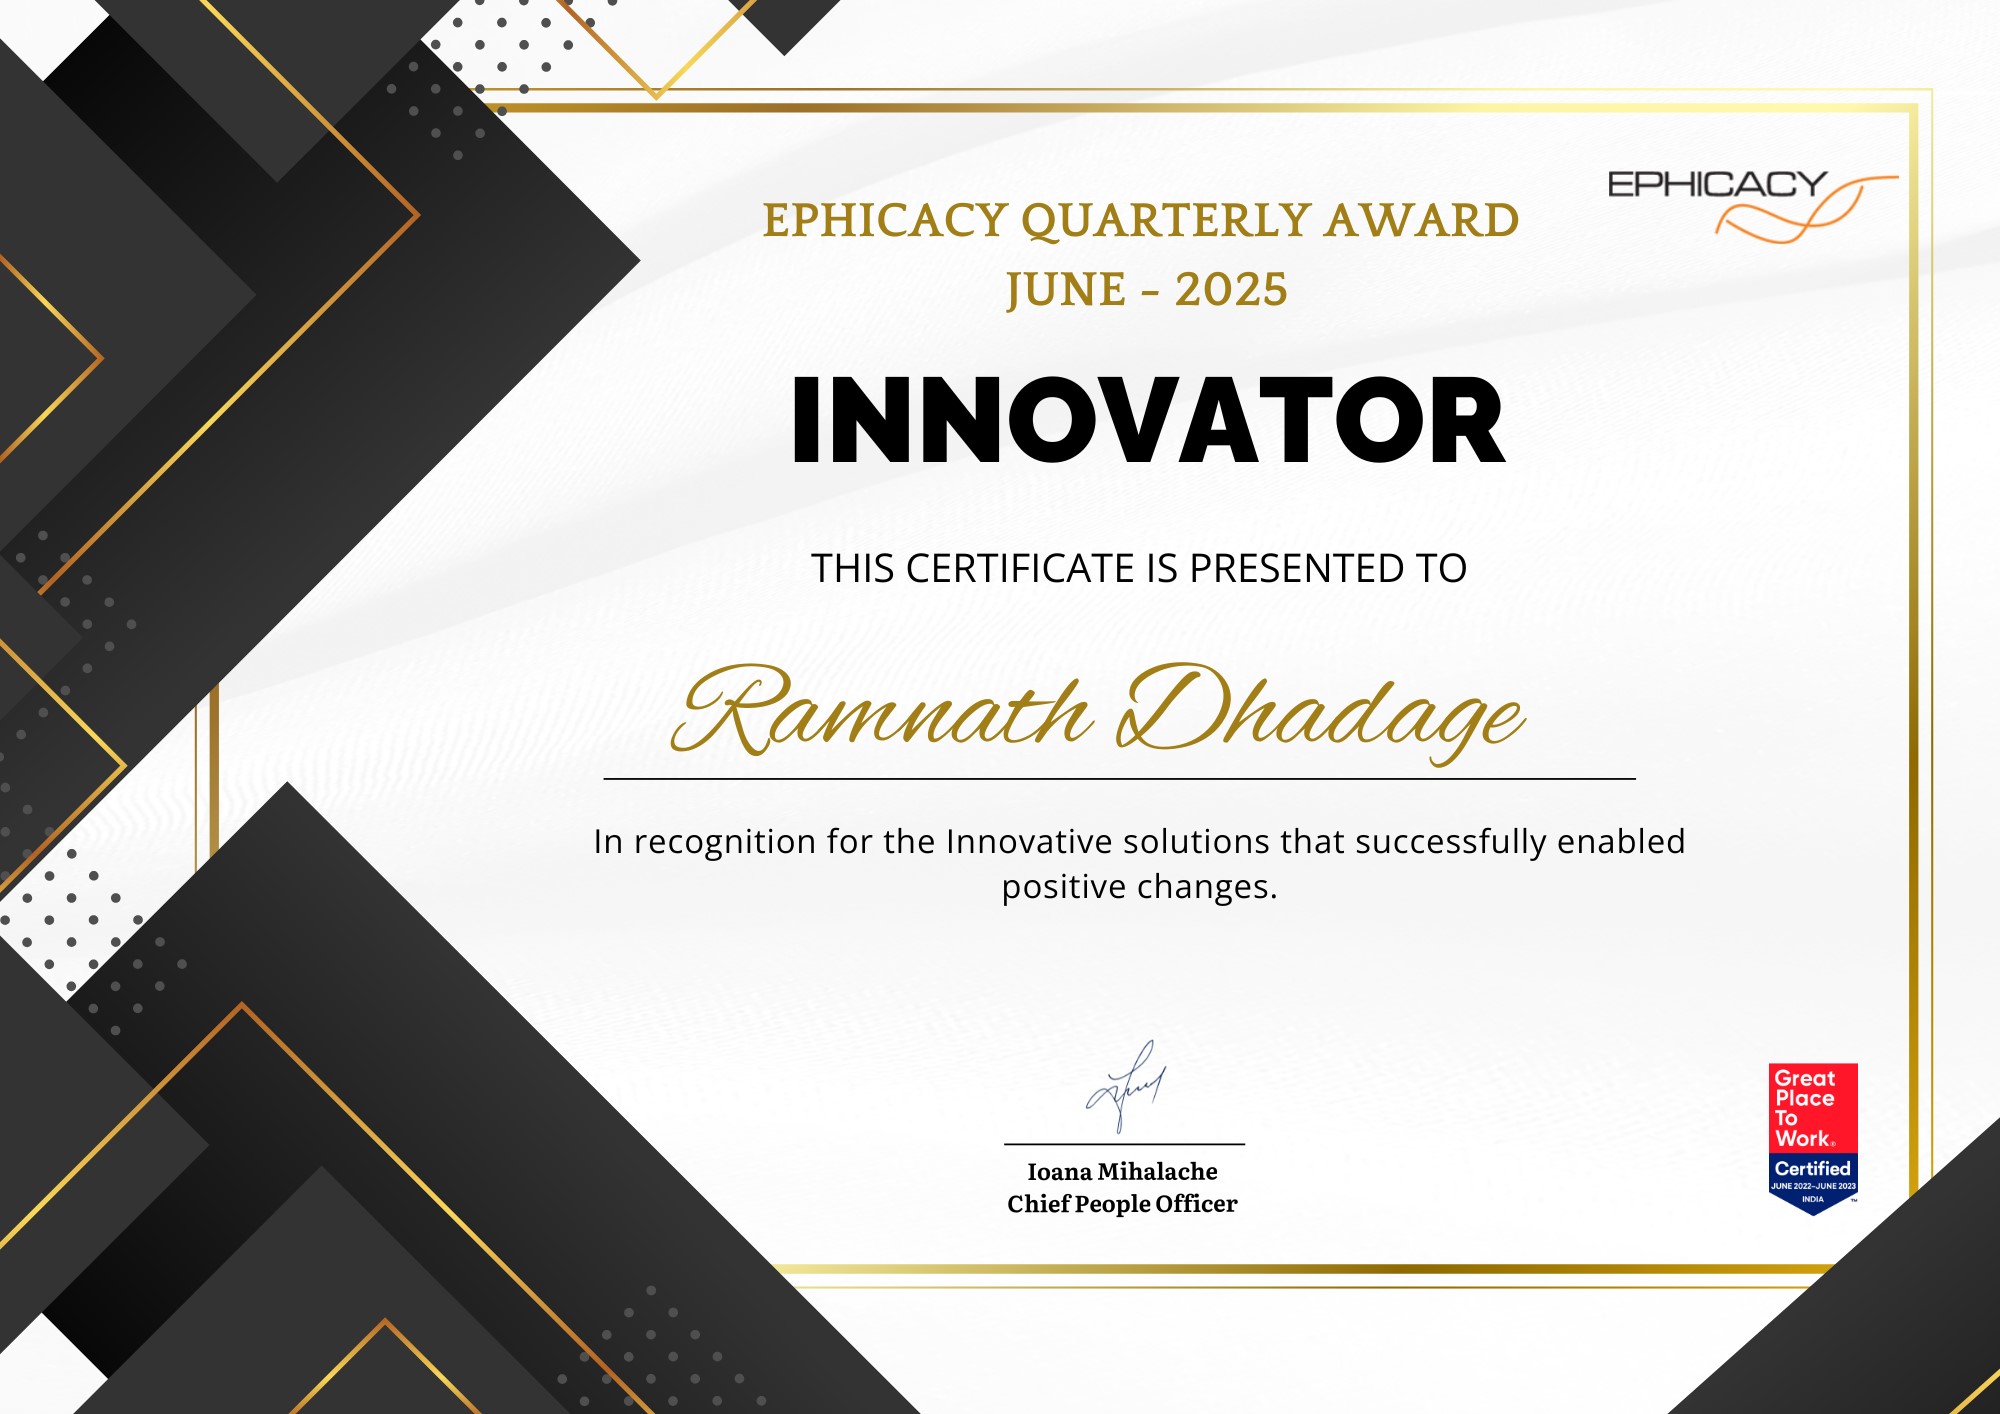 EPHICACY
EPHICACY QUARTERLY AWARD
JUNE - 2025
INNOVATOR
THIS CERTIFICATE IS PRESENTED TO
Ramnath Dhadage
In recognition for the Innovative solutions that successfully enabled
positive changes.
Ioana Mihalache
Chief People Officer
Great
Place
To
Work®
Certified
JUNE 2022-JUNE 2023
INDIA
™